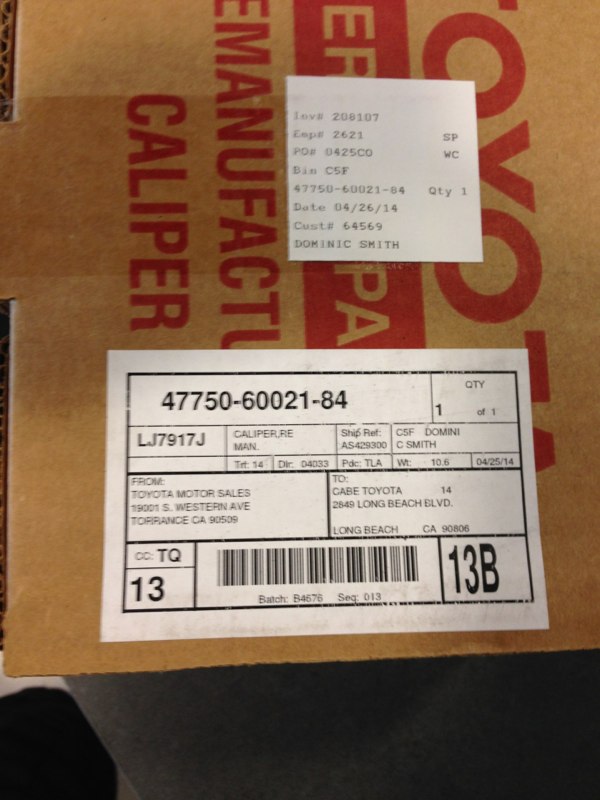 TOYOTA
REMANUFACTU
CALIPER
Inv# 208107
Emp# 2621 SP
PO# 0425CO WC
Bin C5F
47750-60021-84 Qty 1
Date 04/26/14
Cust# 64569
DOMINIC SMITH
47750-60021-84
QTY
1 of 1
LJ7917J
CALIPER,RE
MAN.
Ship Ref:
AS429300
C5F DOMINI
C SMITH
Trt: 14 Dlr: 04033 Pdc: TLA Wt: 10.6 04/25/14
FROM:
TOYOTA MOTOR SALES
19001 S. WESTERN AVE
TORRANCE CA 90509
TO:
CABE TOYOTA 14
2849 LONG BEACH BLVD.
LONG BEACH CA 90806
CC: TQ
13
Batch: B4676 Seq: 013
13B